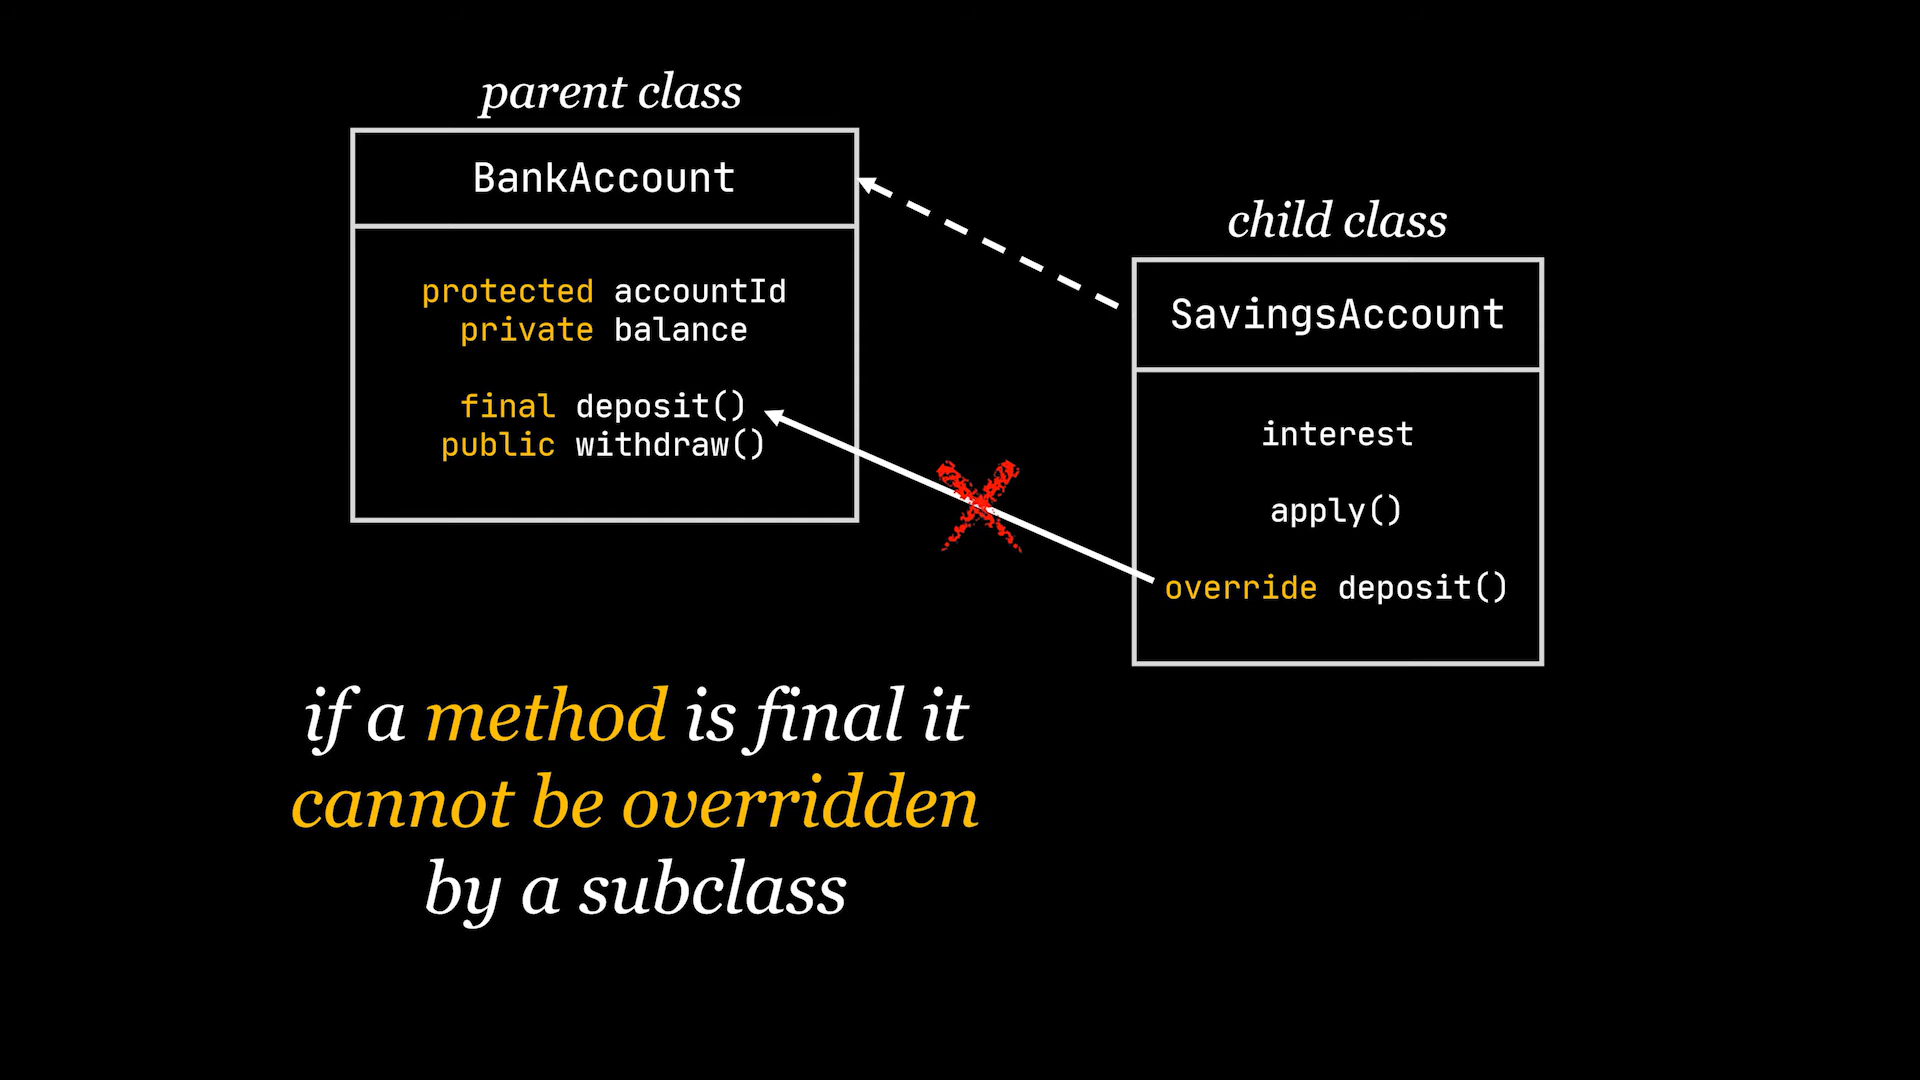 parent class
BankAccount
protected accountId
private balance
final deposit()
public withdraw()
child class
SavingsAccount
interest
apply()
override deposit()
if a method is final it
cannot be overridden
by a subclass